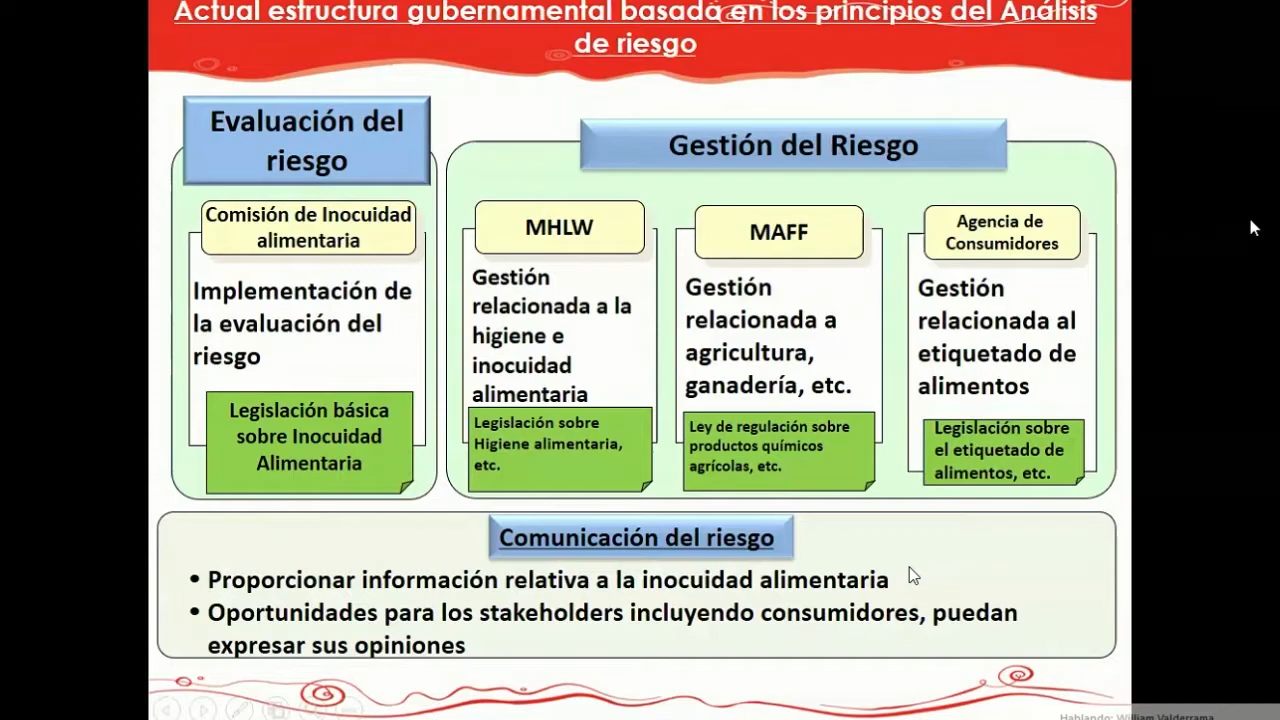 Actual estructura gubernamental basada en los principios del Análisis
de riesgo
Evaluación del
riesgo
Comisión de Inocuidad
alimentaria
Implementación de
la evaluación del
riesgo
Legislación básica
sobre Inocuidad
Alimentaria
Gestión del Riesgo
MHLW
Gestión
relacionada a la
higiene e
inocuidad
alimentaria
Legislación sobre
Higiene alimentaria,
etc.
MAFF
Gestión
relacionada a
agricultura,
ganadería, etc.
Ley de regulación sobre
productos químicos
agrícolas, etc.
Agencia de
Consumidores
Gestión
relacionada al
etiquetado de
alimentos
Legislación sobre
el etiquetado de
alimentos, etc.
Comunicación del riesgo
• Proporcionar información relativa a la inocuidad alimentaria
• Oportunidades para los stakeholders incluyendo consumidores, puedan
expresar sus opiniones
Hablando: William Valderrama